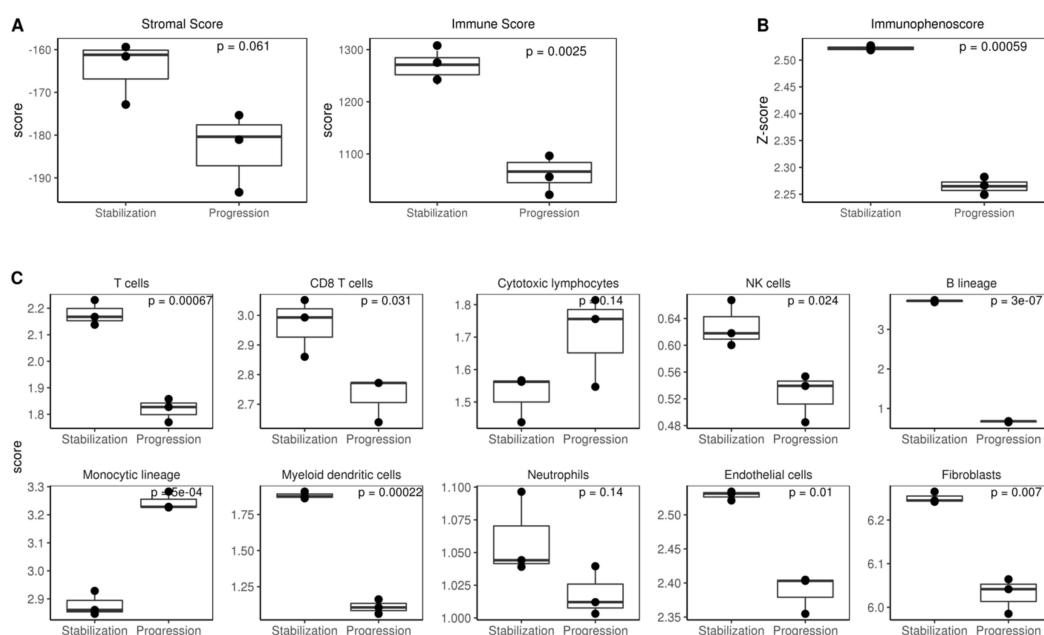 A
Stromal Score
Immune Score
B
Immunophenoscore
p = 0.061
p = 0.0025
p = 0.00059
score
-160
-170
-180
-190
score
1300
1200
1100
Z-score
2.50
2.45
2.40
2.35
2.30
2.25
Stabilization Progression
Stabilization Progression
Stabilization Progression
C
T cells
CD8 T cells
Cytotoxic lymphocytes
NK cells
B lineage
p = 0.00067
p = 0.031
p = 0.14
p = 0.024
p = 3e-07
2.2
2.1
2.0
1.9
1.8
3.0
2.9
2.8
2.7
1.8
1.7
1.6
1.5
0.64
0.60
0.56
0.52
0.48
3
2
1
Stabilization Progression
Stabilization Progression
Stabilization Progression
Stabilization Progression
Stabilization Progression
score
Monocytic lineage
Myeloid dendritic cells
Neutrophils
Endothelial cells
Fibroblasts
p = 5e-04
p = 0.00022
p = 0.14
p = 0.01
p = 0.007
3.3
3.2
3.1
3.0
2.9
1.75
1.50
1.25
1.100
1.075
1.050
1.025
1.000
2.50
2.45
2.40
2.35
6.2
6.1
6.0
Stabilization Progression
Stabilization Progression
Stabilization Progression
Stabilization Progression
Stabilization Progression